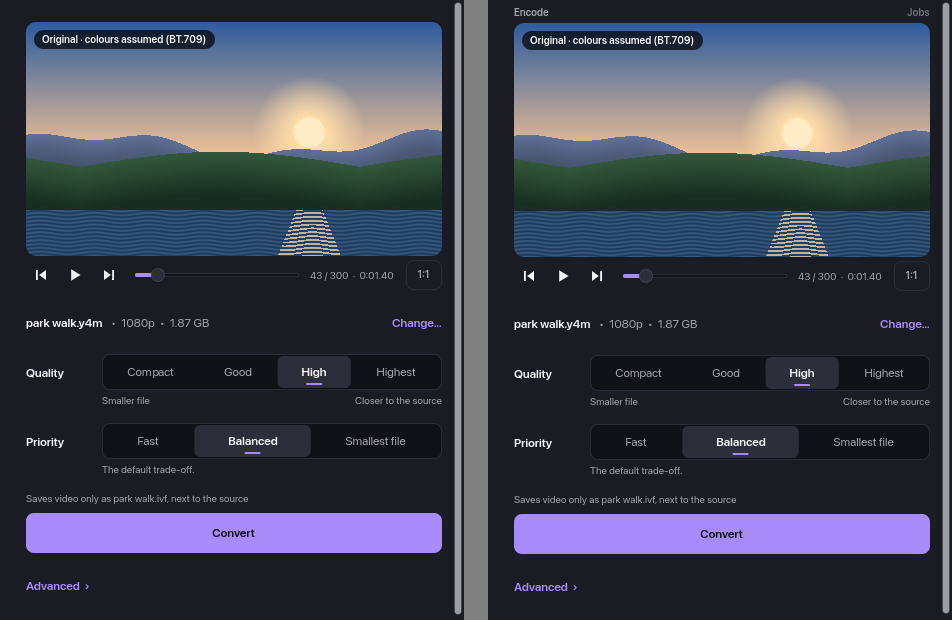 Original · colours assumed (BT.709)
43 / 300 · 0:01.40
1:1
park walk.y4m • 1080p • 1.87 GB
Change...
Quality
Compact
Good
High
Highest
Smaller file
Closer to the source
Priority
Fast
Balanced
Smallest file
The default trade-off.
Saves video only as park walk.ivf, next to the source
Convert
Advanced ›
Encode
Jobs
Original · colours assumed (BT.709)
43 / 300 · 0:01.40
1:1
park walk.y4m • 1080p • 1.87 GB
Change...
Quality
Compact
Good
High
Highest
Smaller file
Closer to the source
Priority
Fast
Balanced
Smallest file
The default trade-off.
Saves video only as park walk.ivf, next to the source
Convert
Advanced ›